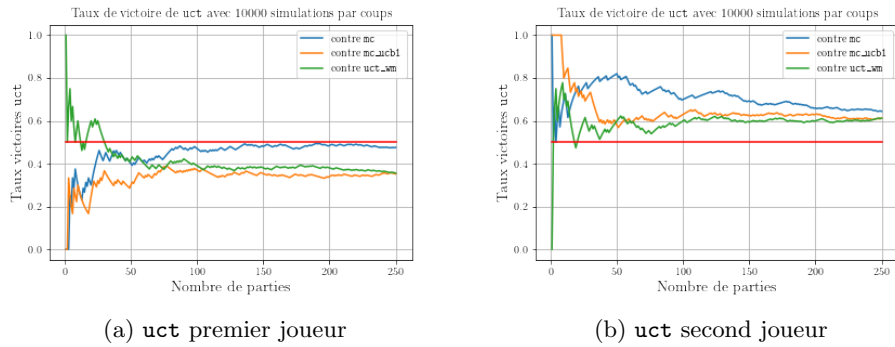 Taux de victoire de uct avec 10000 simulations par coups
1.0
0.8
0.6
0.4
0.2
0.0
Taux victoires uct
contre mc
contre mc_ucb1
contre uct_wm
0
50
100
150
200
250
Nombre de parties
(a) uct premier joueur
Taux de victoire de uct avec 10000 simulations par coups
1.0
0.8
0.6
0.4
0.2
0.0
Taux victoires uct
contre mc
contre mc_ucb1
contre uct_wm
0
50
100
150
200
250
Nombre de parties
(b) uct second joueur